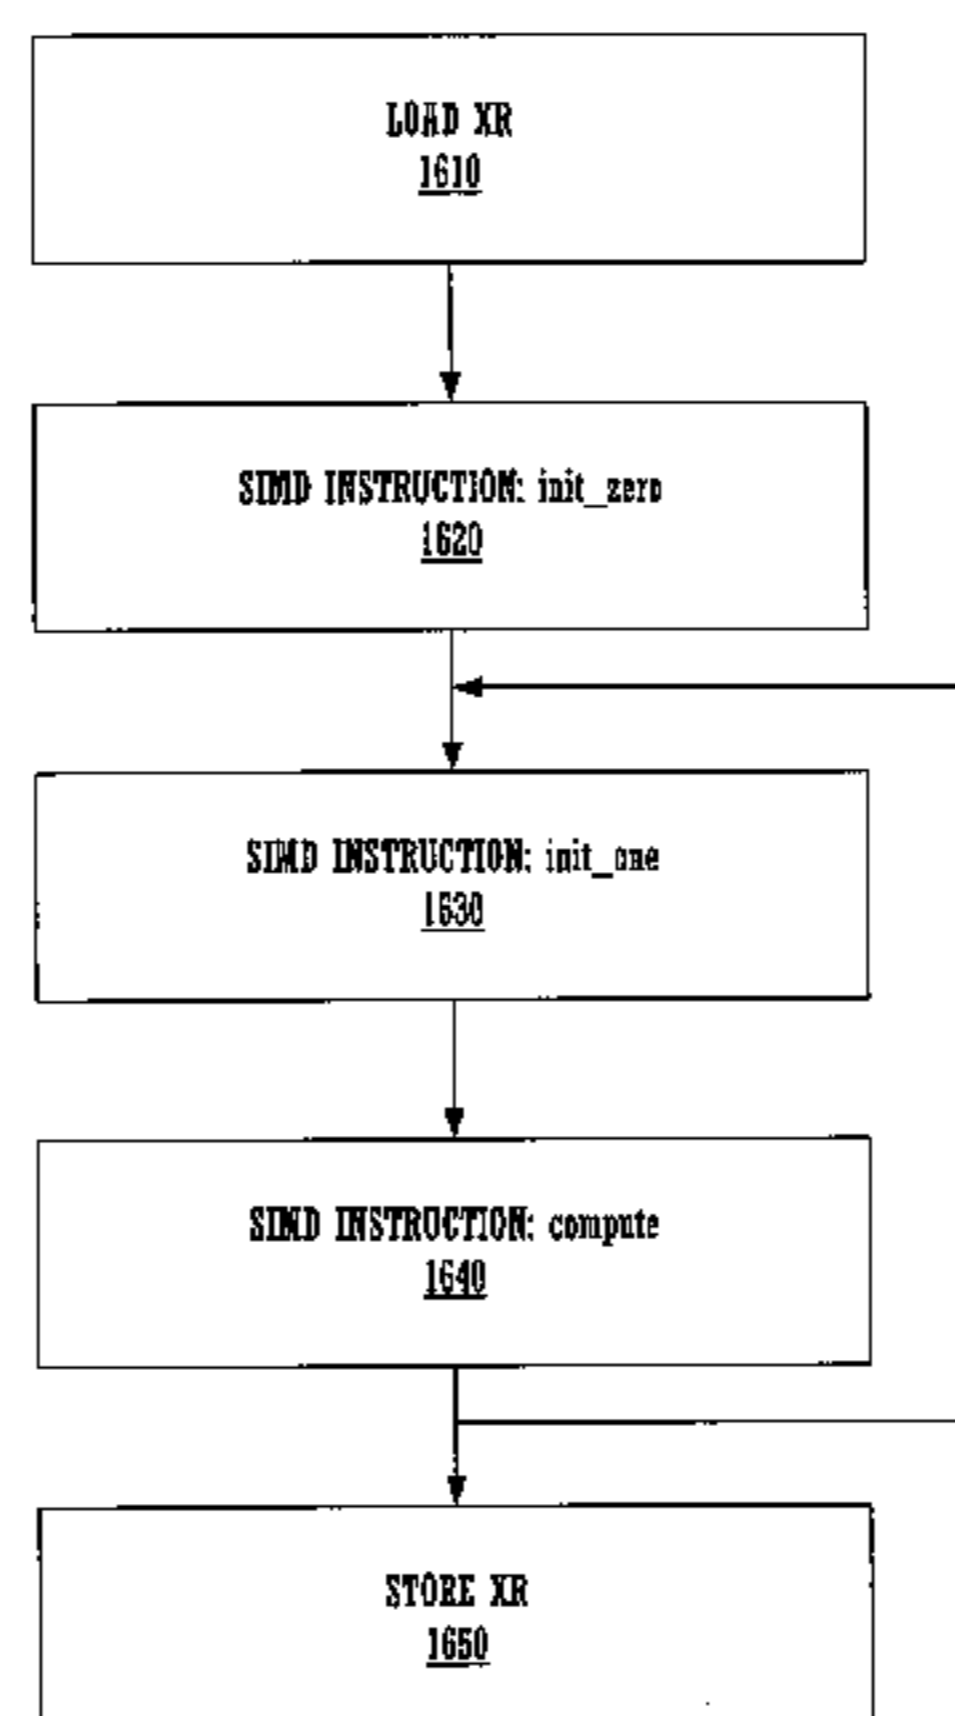 LOAD XR
1610
SIMD INSTRUCTION: init_zero
1620
SIMD INSTRUCTION: init_one
1630
SIMD INSTRUCTION: compute
1640
STORE XR
1650